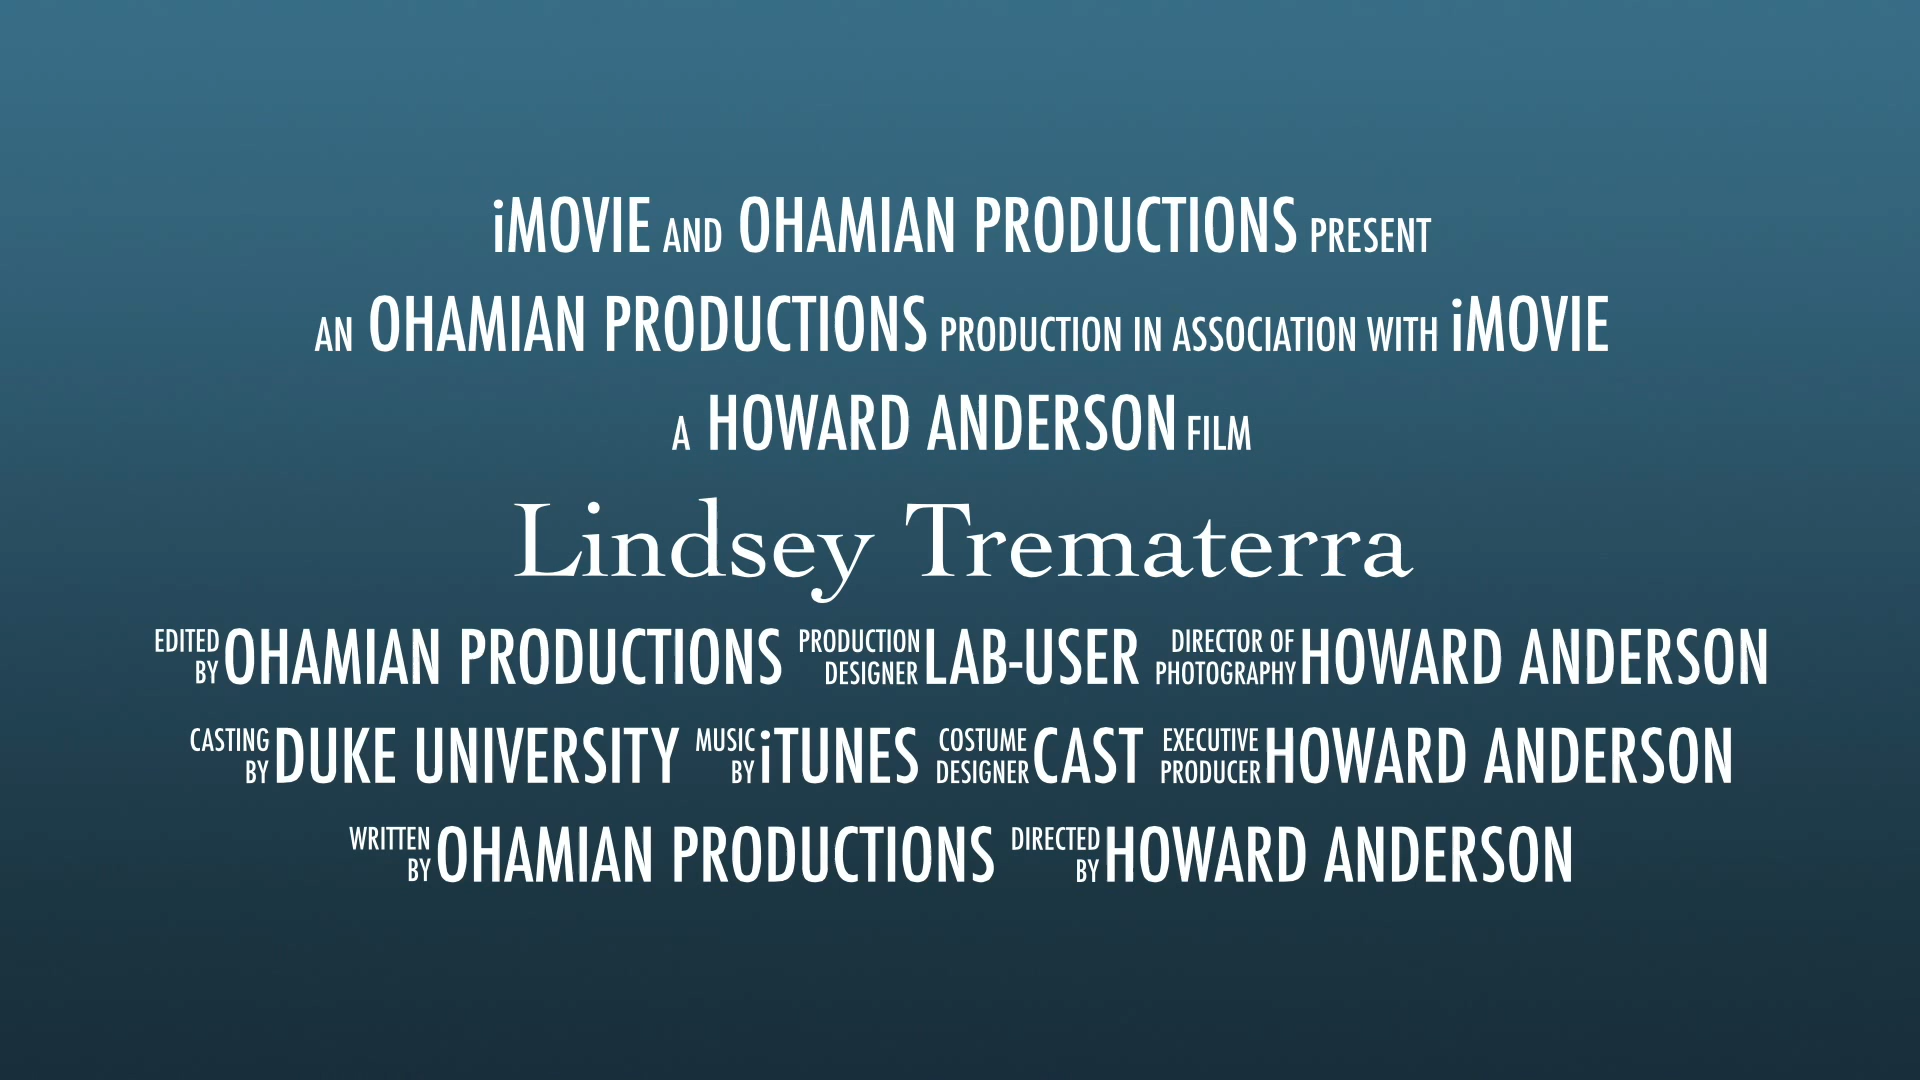 iMOVIE AND OHAMIAN PRODUCTIONS PRESENT
AN OHAMIAN PRODUCTIONS PRODUCTION IN ASSOCIATION WITH iMOVIE
A HOWARD ANDERSON FILM
Lindsey Trematerra
EDITED BY OHAMIAN PRODUCTIONS PRODUCTION DESIGNER LAB-USER DIRECTOR OF PHOTOGRAPHY HOWARD ANDERSON
CASTING BY DUKE UNIVERSITY MUSIC BY iTUNES COSTUME DESIGNER CAST EXECUTIVE PRODUCER HOWARD ANDERSON
WRITTEN BY OHAMIAN PRODUCTIONS DIRECTED BY HOWARD ANDERSON